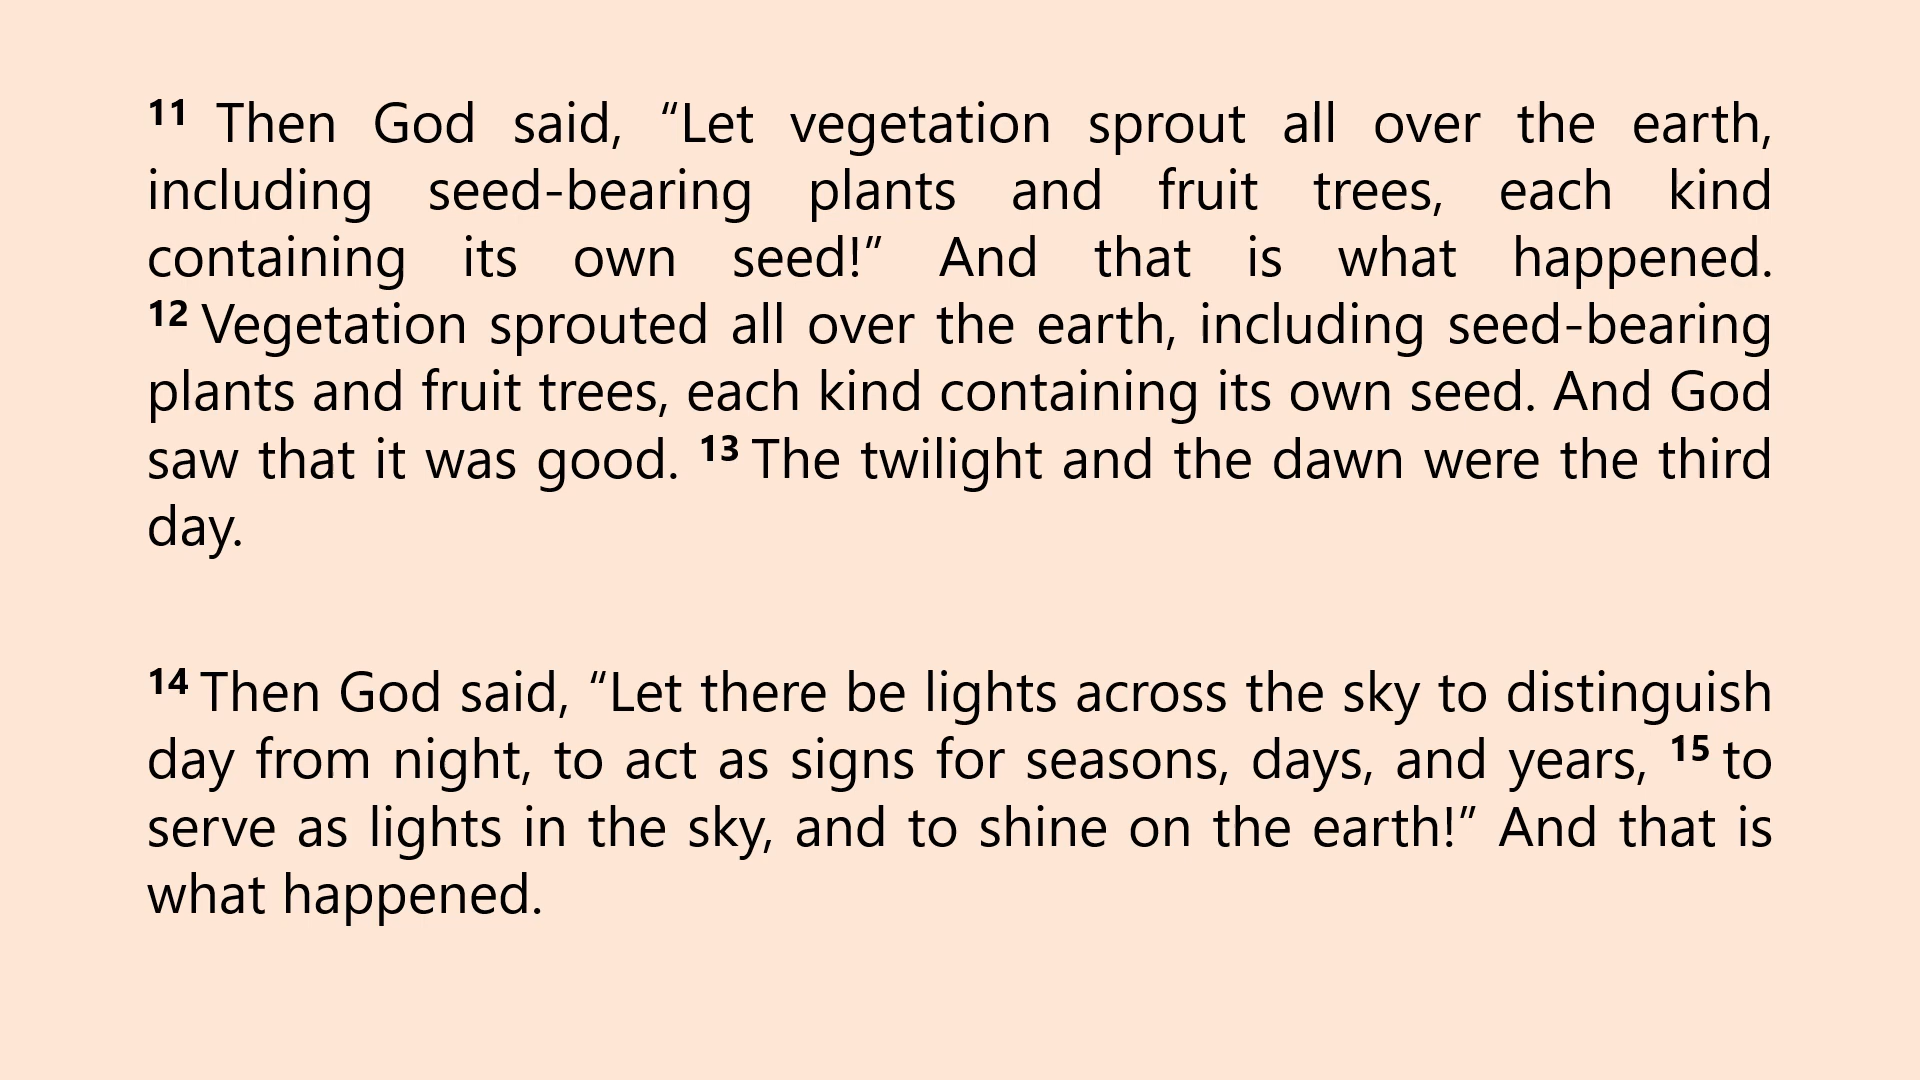 11 Then God said, “Let vegetation sprout all over the earth,
including seed-bearing plants and fruit trees, each kind
containing its own seed!” And that is what happened.
12 Vegetation sprouted all over the earth, including seed-bearing
plants and fruit trees, each kind containing its own seed. And God
saw that it was good. 13 The twilight and the dawn were the third
day.
14 Then God said, “Let there be lights across the sky to distinguish
day from night, to act as signs for seasons, days, and years, 15 to
serve as lights in the sky, and to shine on the earth!” And that is
what happened.